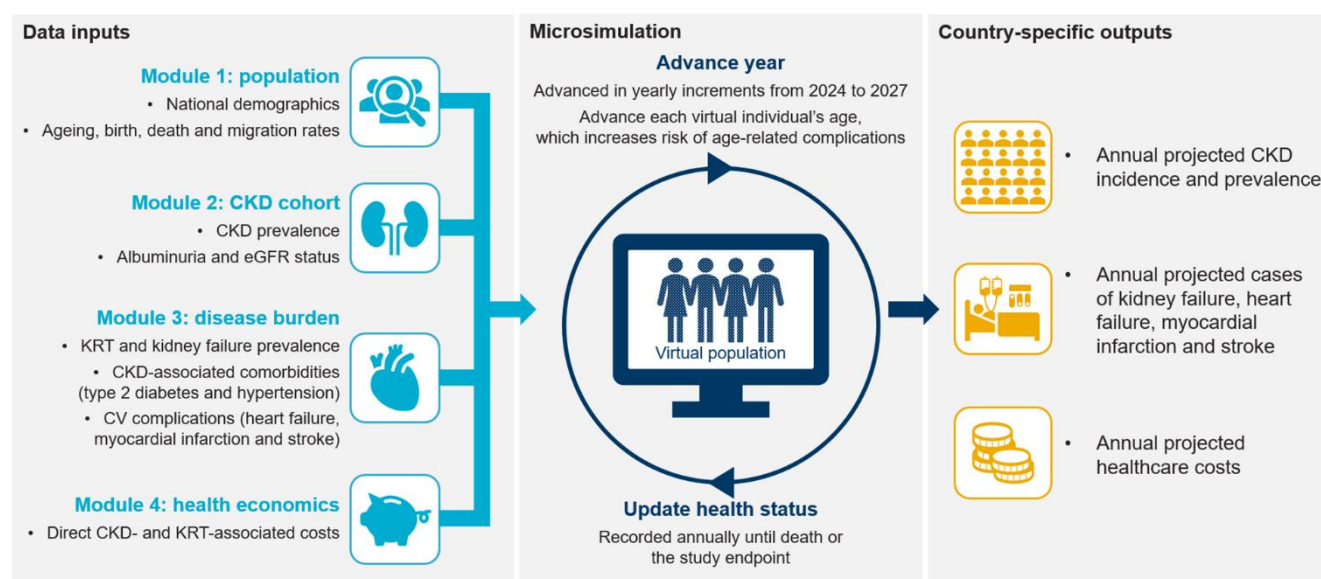 Data inputs
Module 1: population
• National demographics
• Ageing, birth, death and migration rates
Module 2: CKD cohort
• CKD prevalence
• Albuminuria and eGFR status
Module 3: disease burden
• KRT and kidney failure prevalence
• CKD-associated comorbidities
(type 2 diabetes and hypertension)
• CV complications (heart failure,
myocardial infarction and stroke)
Module 4: health economics
• Direct CKD- and KRT-associated costs
Microsimulation
Advance year
Advanced in yearly increments from 2024 to 2027
Advance each virtual individual's age,
which increases risk of age-related complications
Virtual population
Update health status
Recorded annually until death or
the study endpoint
Country-specific outputs
• Annual projected CKD
incidence and prevalence
• Annual projected cases
of kidney failure, heart
failure, myocardial
infarction and stroke
• Annual projected
healthcare costs